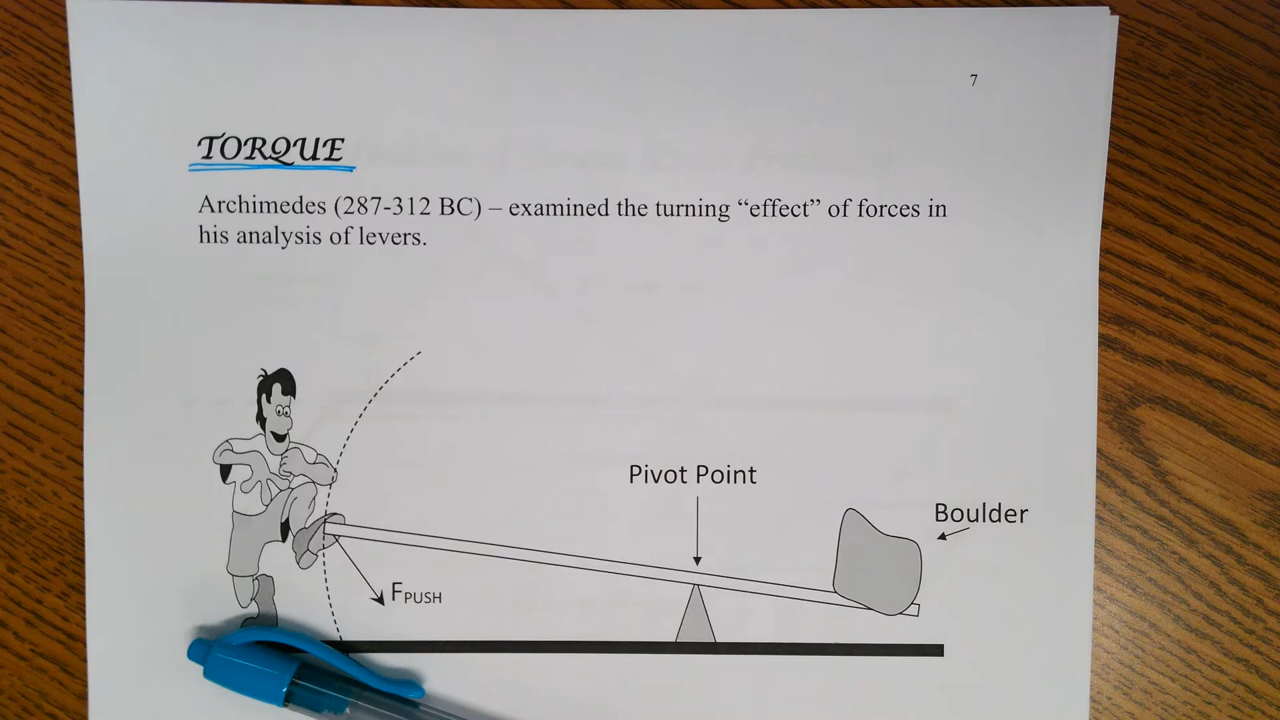 7
TORQUE
Archimedes (287-312 BC) – examined the turning “effect” of forces in
his analysis of levers.
Pivot Point
Boulder
FPUSH